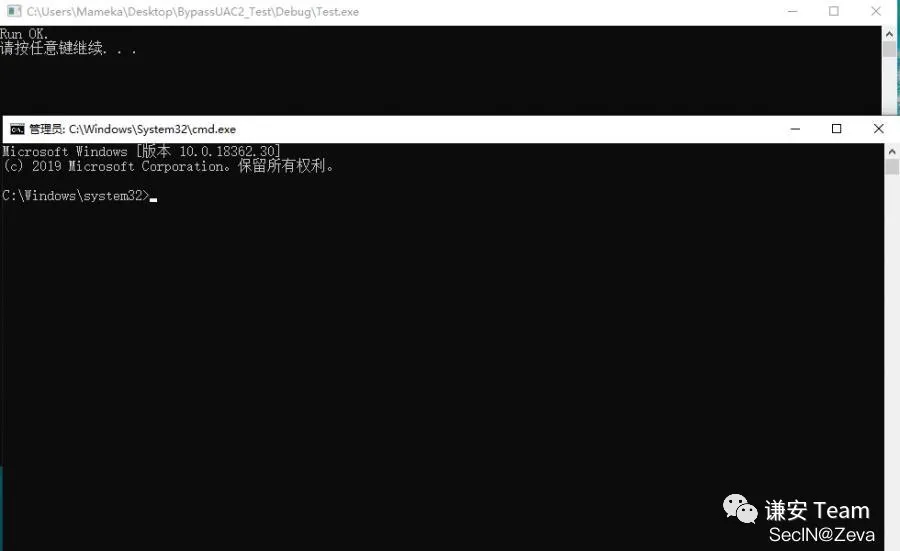 C:\Users\Mameka\Desktop\BypassUAC2_Test\Debug\Test.exe
Run OK.
请按任意键继续. . .
管理员: C:\Windows\System32\cmd.exe
Microsoft Windows [版本 10.0.18362.30]
(c) 2019 Microsoft Corporation。保留所有权利。
C:\Windows\system32>
谦安 Team
SecIN@Zeva